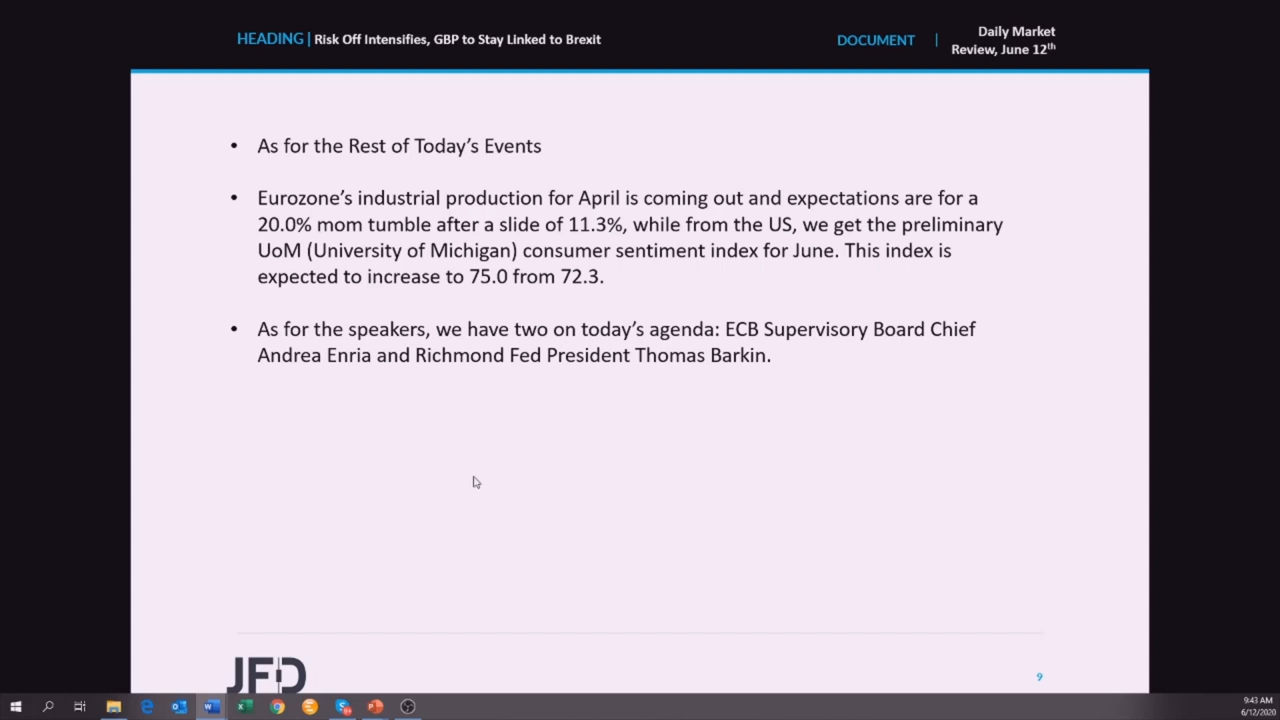 HEADING | Risk Off Intensifies, GBP to Stay Linked to Brexit
DOCUMENT | Daily Market
Review, June 12th
• As for the Rest of Today's Events
• Eurozone's industrial production for April is coming out and expectations are for a
20.0% mom tumble after a slide of 11.3%, while from the US, we get the preliminary
UoM (University of Michigan) consumer sentiment index for June. This index is
expected to increase to 75.0 from 72.3.
• As for the speakers, we have two on today's agenda: ECB Supervisory Board Chief
Andrea Enria and Richmond Fed President Thomas Barkin.
JFD
9
9:43 AM
6/12/2020